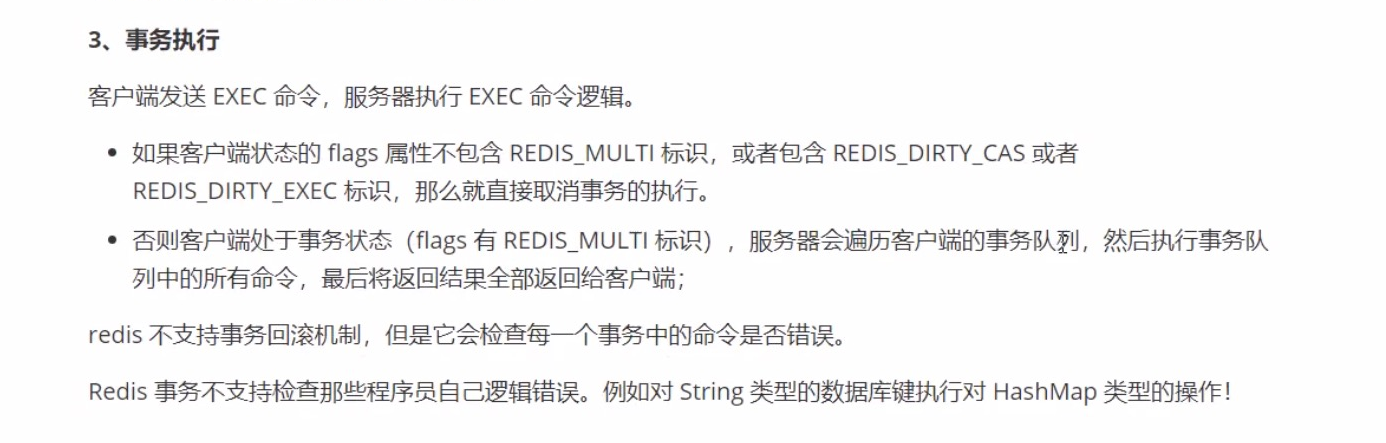 3、事务执行
客户端发送 EXEC 命令，服务器执行 EXEC 命令逻辑。
• 如果客户端状态的 flags 属性不包含 REDIS_MULTI 标识，或者包含 REDIS_DIRTY_CAS 或者
REDIS_DIRTY_EXEC 标识，那么就直接取消事务的执行。
• 否则客户端处于事务状态（flags 有 REDIS_MULTI 标识），服务器会遍历客户端的事务队列，然后执行事务队
列中的所有命令，最后将返回结果全部返回给客户端；
redis 不支持事务回滚机制，但是它会检查每一个事务中的命令是否错误。
Redis 事务不支持检查那些程序员自己逻辑错误。例如对 String 类型的数据库键执行对 HashMap 类型的操作！